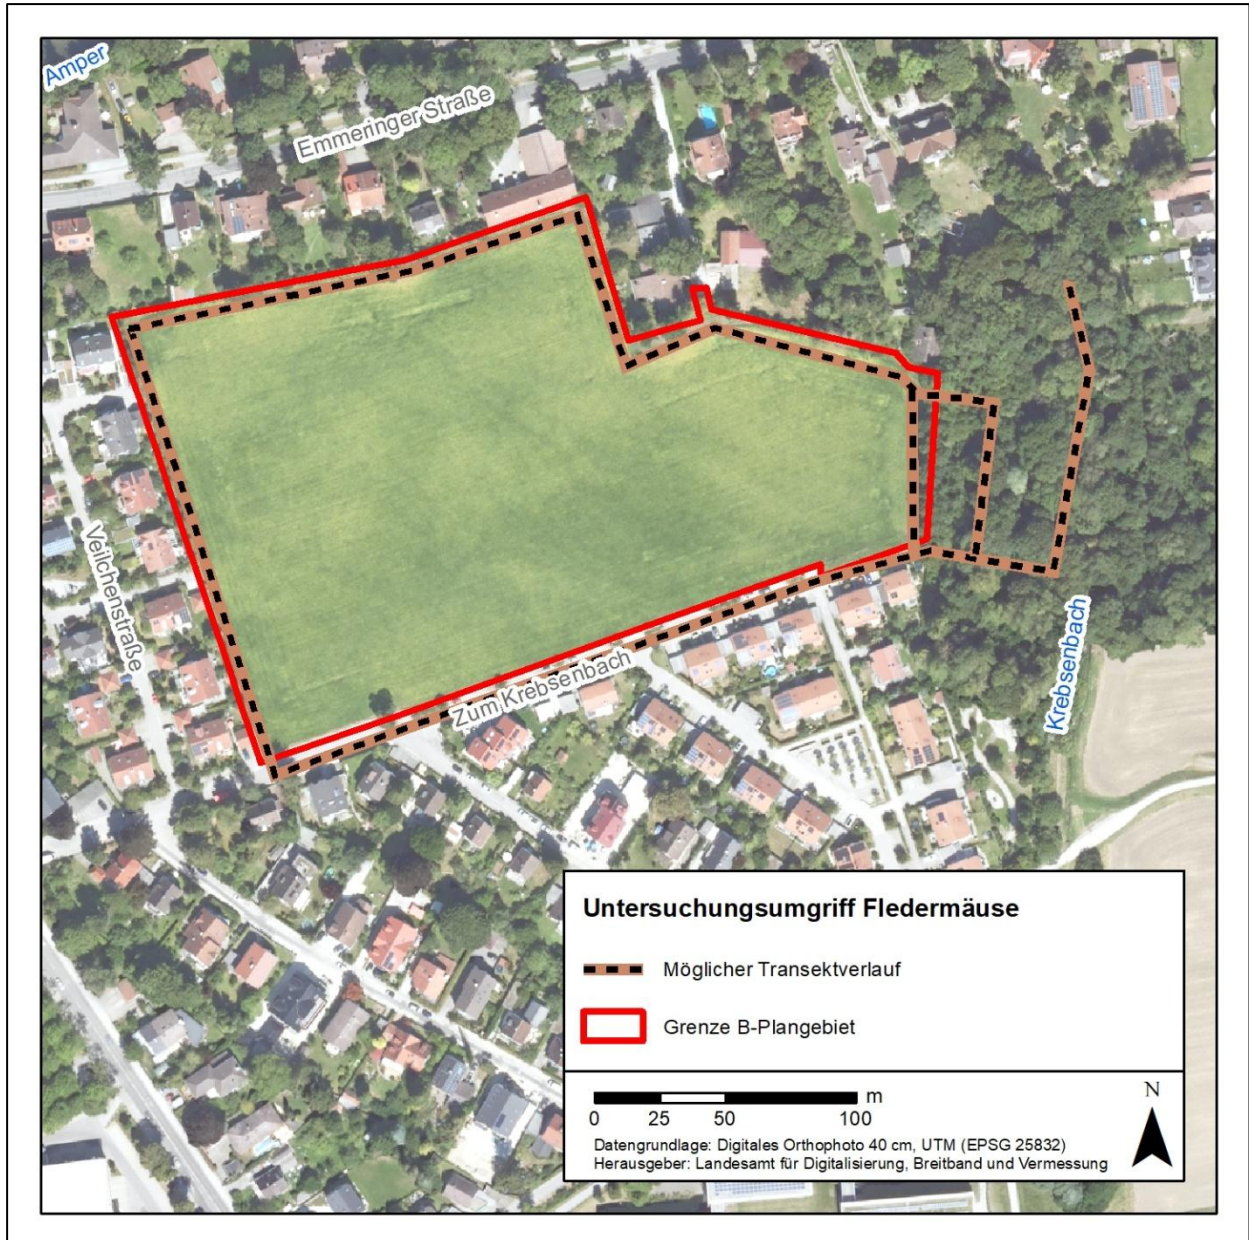 Amper
Emmeringer Straße
Veilchenstraße
Zum Krebsenbach
Krebsenbach
Untersuchungsumgriff Fledermäuse
Möglicher Transektverlauf
Grenze B-Plangebiet
m
0 25 50 100
N
Datengrundlage: Digitales Orthophoto 40 cm, UTM (EPSG 25832)
Herausgeber: Landesamt für Digitalisierung, Breitband und Vermessung